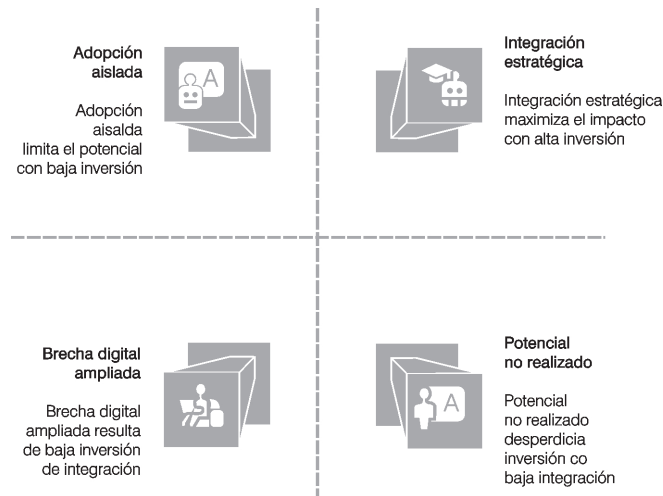 Adopción
aislada
Adopción
aisalda
limita el potencial
con baja inversión
A
Integración
estratégica
Integración estratégica
maximiza el impacto
con alta inversión
Brecha digital
ampliada
Brecha digital
ampliada resulta
de baja inversión
de integración
Potencial
no realizado
Potencial
no realizado
desperdicia
inversión co
baja integración
A